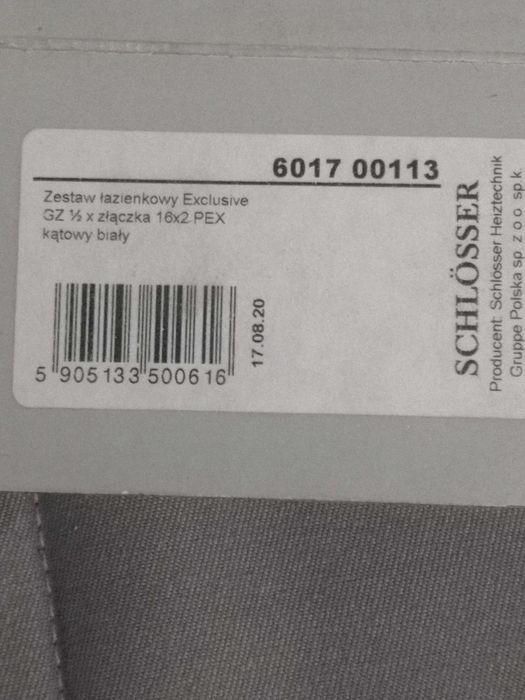 6017 00113
Zestaw łazienkowy Exclusive
GZ ½ x złączka 16x2 PEX
kątowy biały
5 905133 500616
17.08.20
SCHLÖSSER
Producent: Schlösser Heiztechnik
Gruppe Polska sp. z o.o. sp.k.